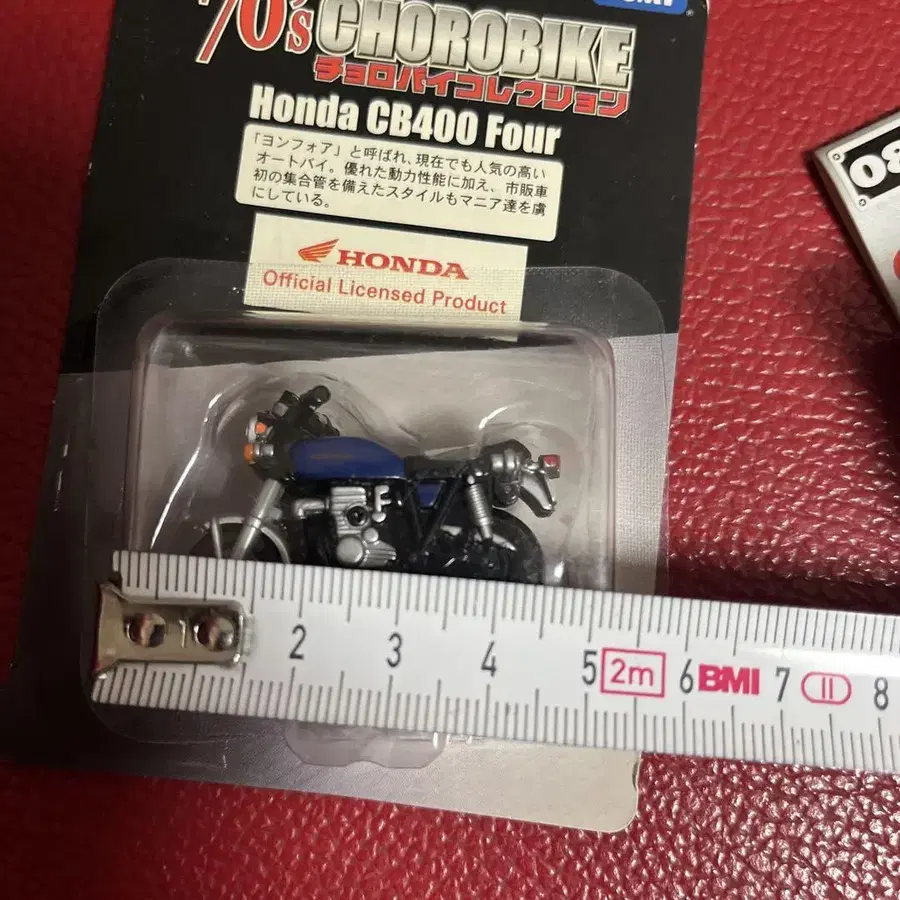 '70's CHOROBIKE
チョロバイコレクション
Honda CB400 Four
「ヨンフォア」と呼ばれ、現在でも人気の高い
オートバイ。優れた動力性能に加え、市販車
初の集合管を備えたスタイルもマニア達を虜
にしている。
HONDA
Official Licensed Product
2 3 4 5 2m 6 BMI 7 II 8